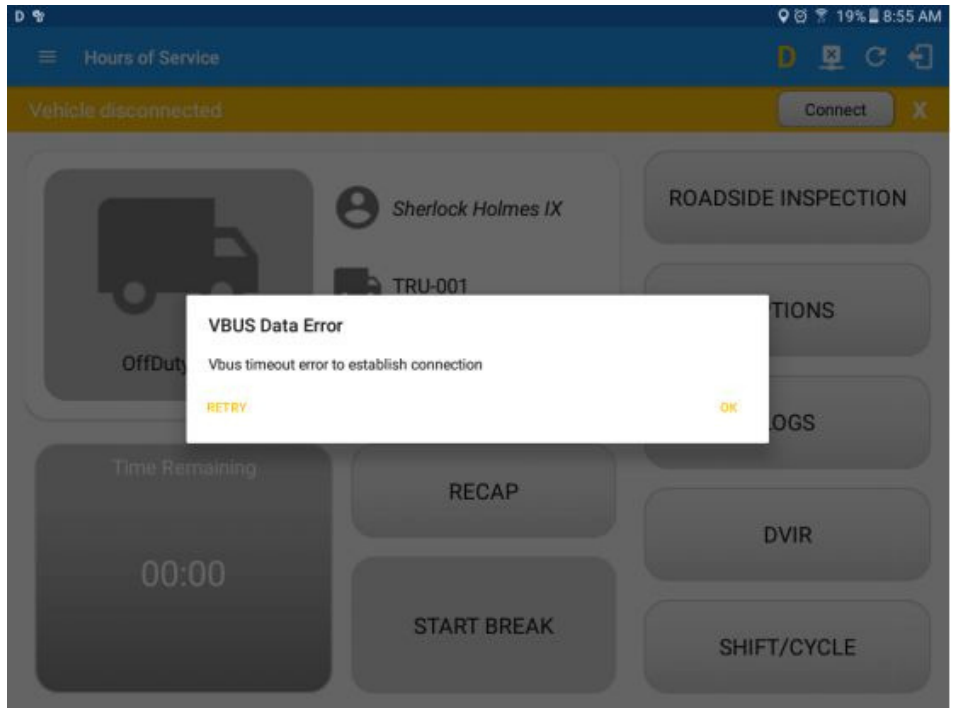 D 19% 8:55 AM
Hours of Service D
Vehicle disconnected Connect X
ROADSIDE INSPECTION
Sherlock Holmes IX
TRU-001
TIONS
VBUS Data Error
OffDuty
Vbus timeout error to establish connection
RETRY OK
OGS
Time Remaining
RECAP
DVIR
00:00
START BREAK
SHIFT/CYCLE